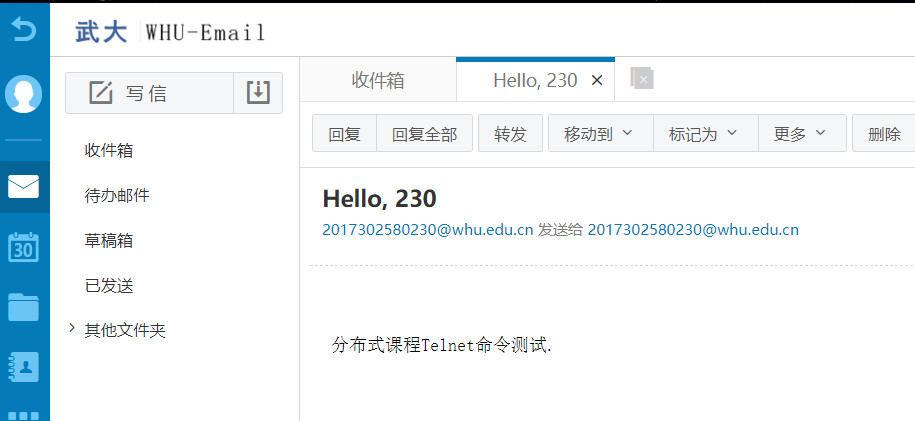 武大 WHU-Email
写信
收件箱
待办邮件
草稿箱
已发送
其他文件夹
30
收件箱 Hello, 230
回复 回复全部 转发 移动到 标记为 更多 删除
Hello, 230
2017302580230@whu.edu.cn 发送给 2017302580230@whu.edu.cn
分布式课程Telnet命令测试.